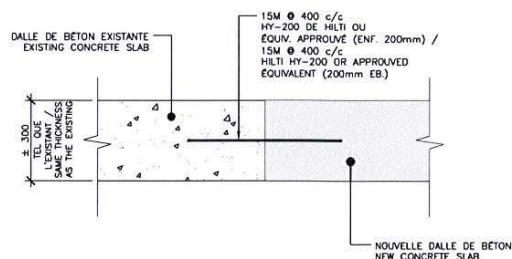 DALLE DE BÉTON EXISTANTE
EXISTING CONCRETE SLAB
15M @ 400 c/c
HY-200 DE HILTI OU
ÉQUIV. APPROUVÉ (ENF. 200mm) /
15M @ 400 c/c
HILTI HY-200 OR APPROUVED
ÉQUIVALENT (200mm EB.)
± 300
TEL QUE
L'EXISTANT /
SAME THICKNESS
AS THE EXISTING
NOUVELLE DALLE DE BÉTON
NEW CONCRETE SLAB